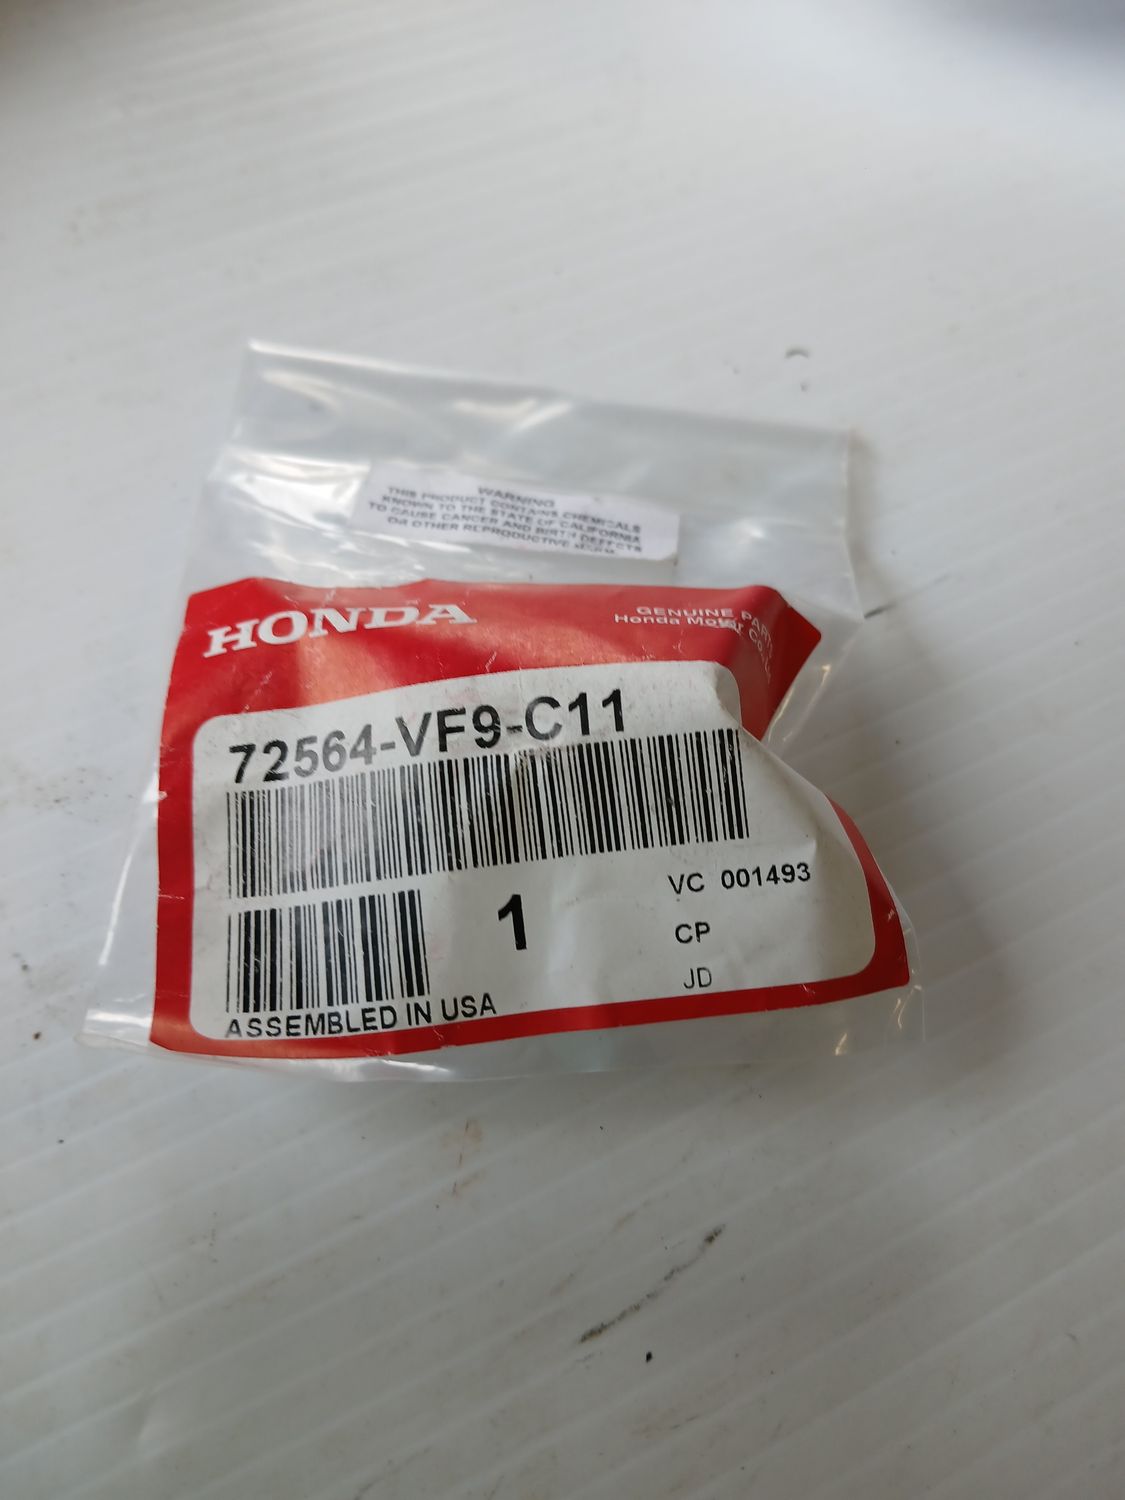 WARNING
THIS PRODUCT CONTAINS CHEMICALS
KNOWN TO THE STATE OF CALIFORNIA
TO CAUSE CANCER AND BIRTH DEFECTS
OR OTHER REPRODUCTIVE HARM.
HONDA
GENUINE PARTS
Honda Motor Co.,
72564-VF9-C11
1
VC 001493
CP
JD
ASSEMBLED IN USA